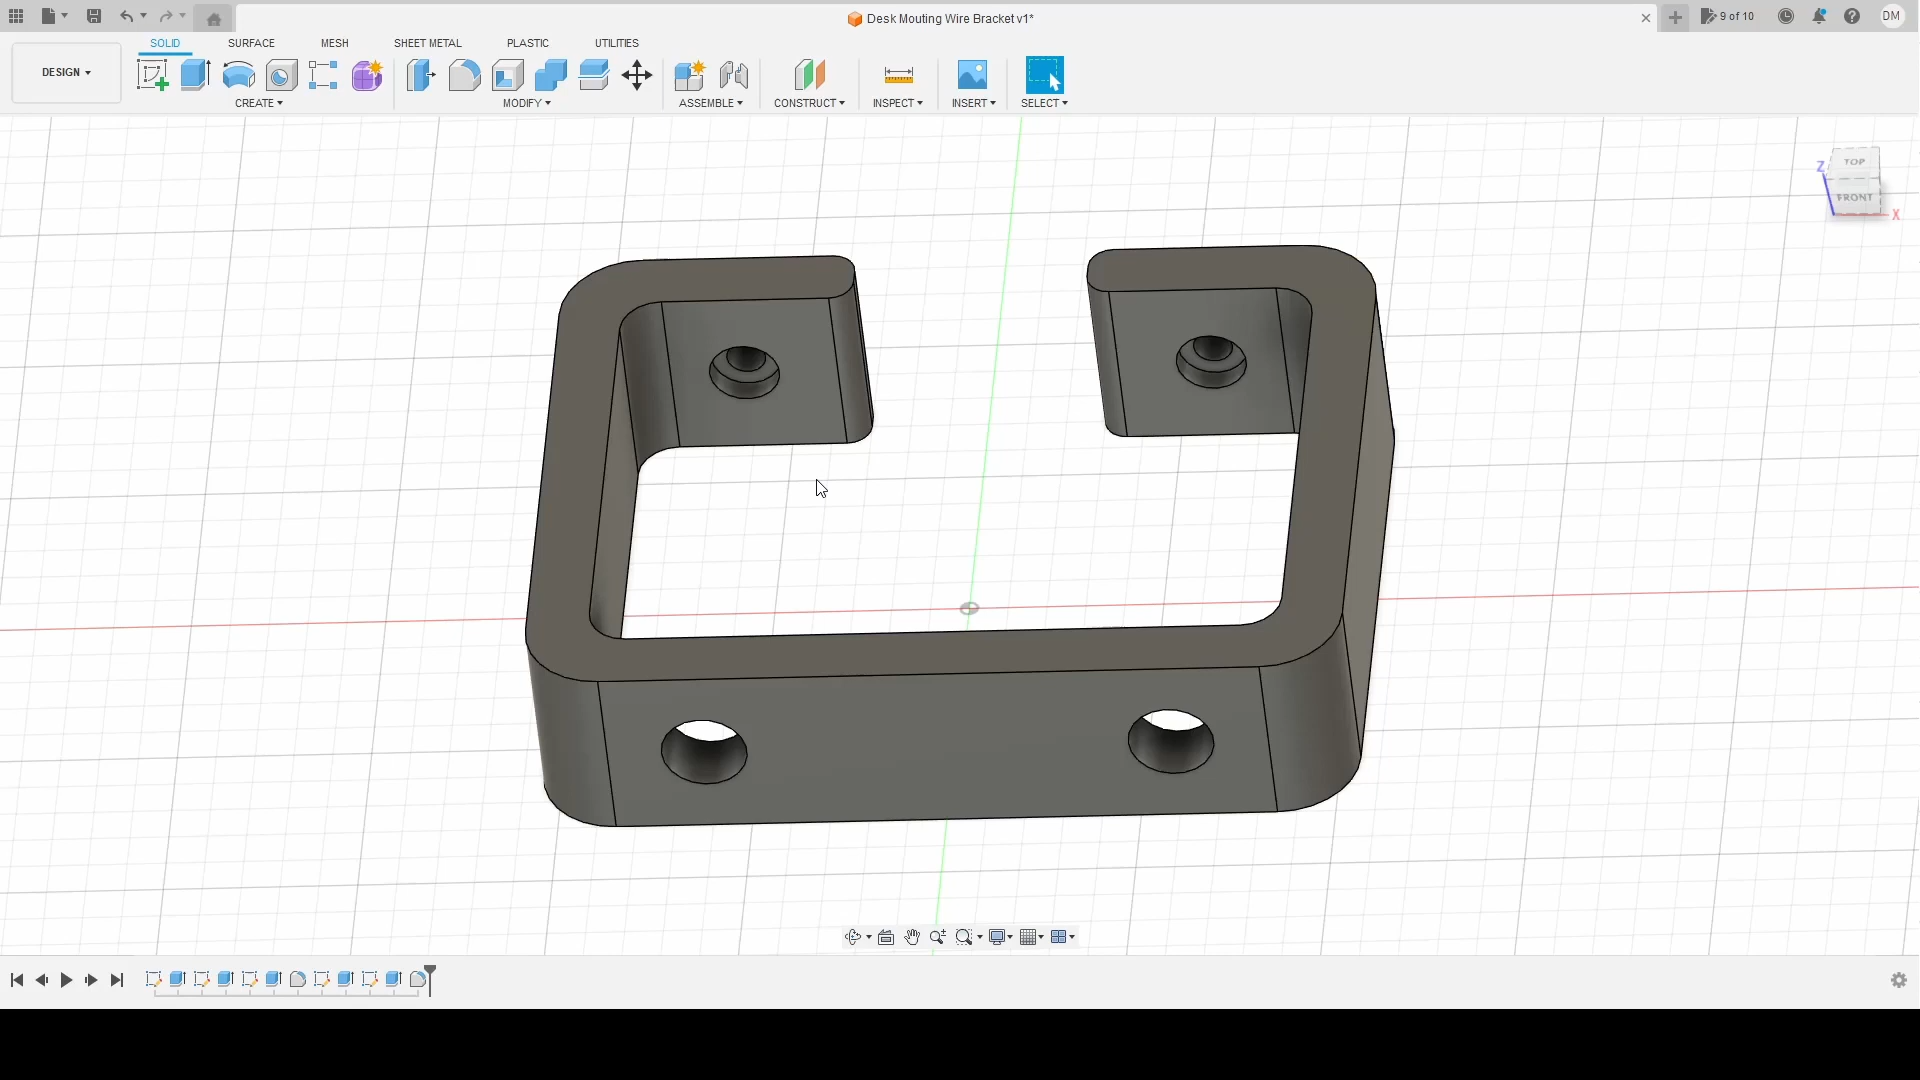 Desk Mouting Wire Bracket v1*
9 of 10
DM
SOLID SURFACE MESH SHEET METAL PLASTIC UTILITIES
DESIGN
CREATE MODIFY ASSEMBLE CONSTRUCT INSPECT INSERT SELECT
TOP
Z
FRONT
X